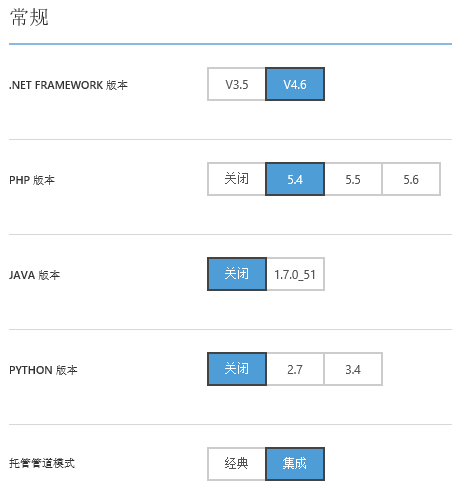 常规
.NET FRAMEWORK 版本 V3.5 V4.6
PHP 版本 关闭 5.4 5.5 5.6
JAVA 版本 关闭 1.7.0_51
PYTHON 版本 关闭 2.7 3.4
托管管道模式 经典 集成